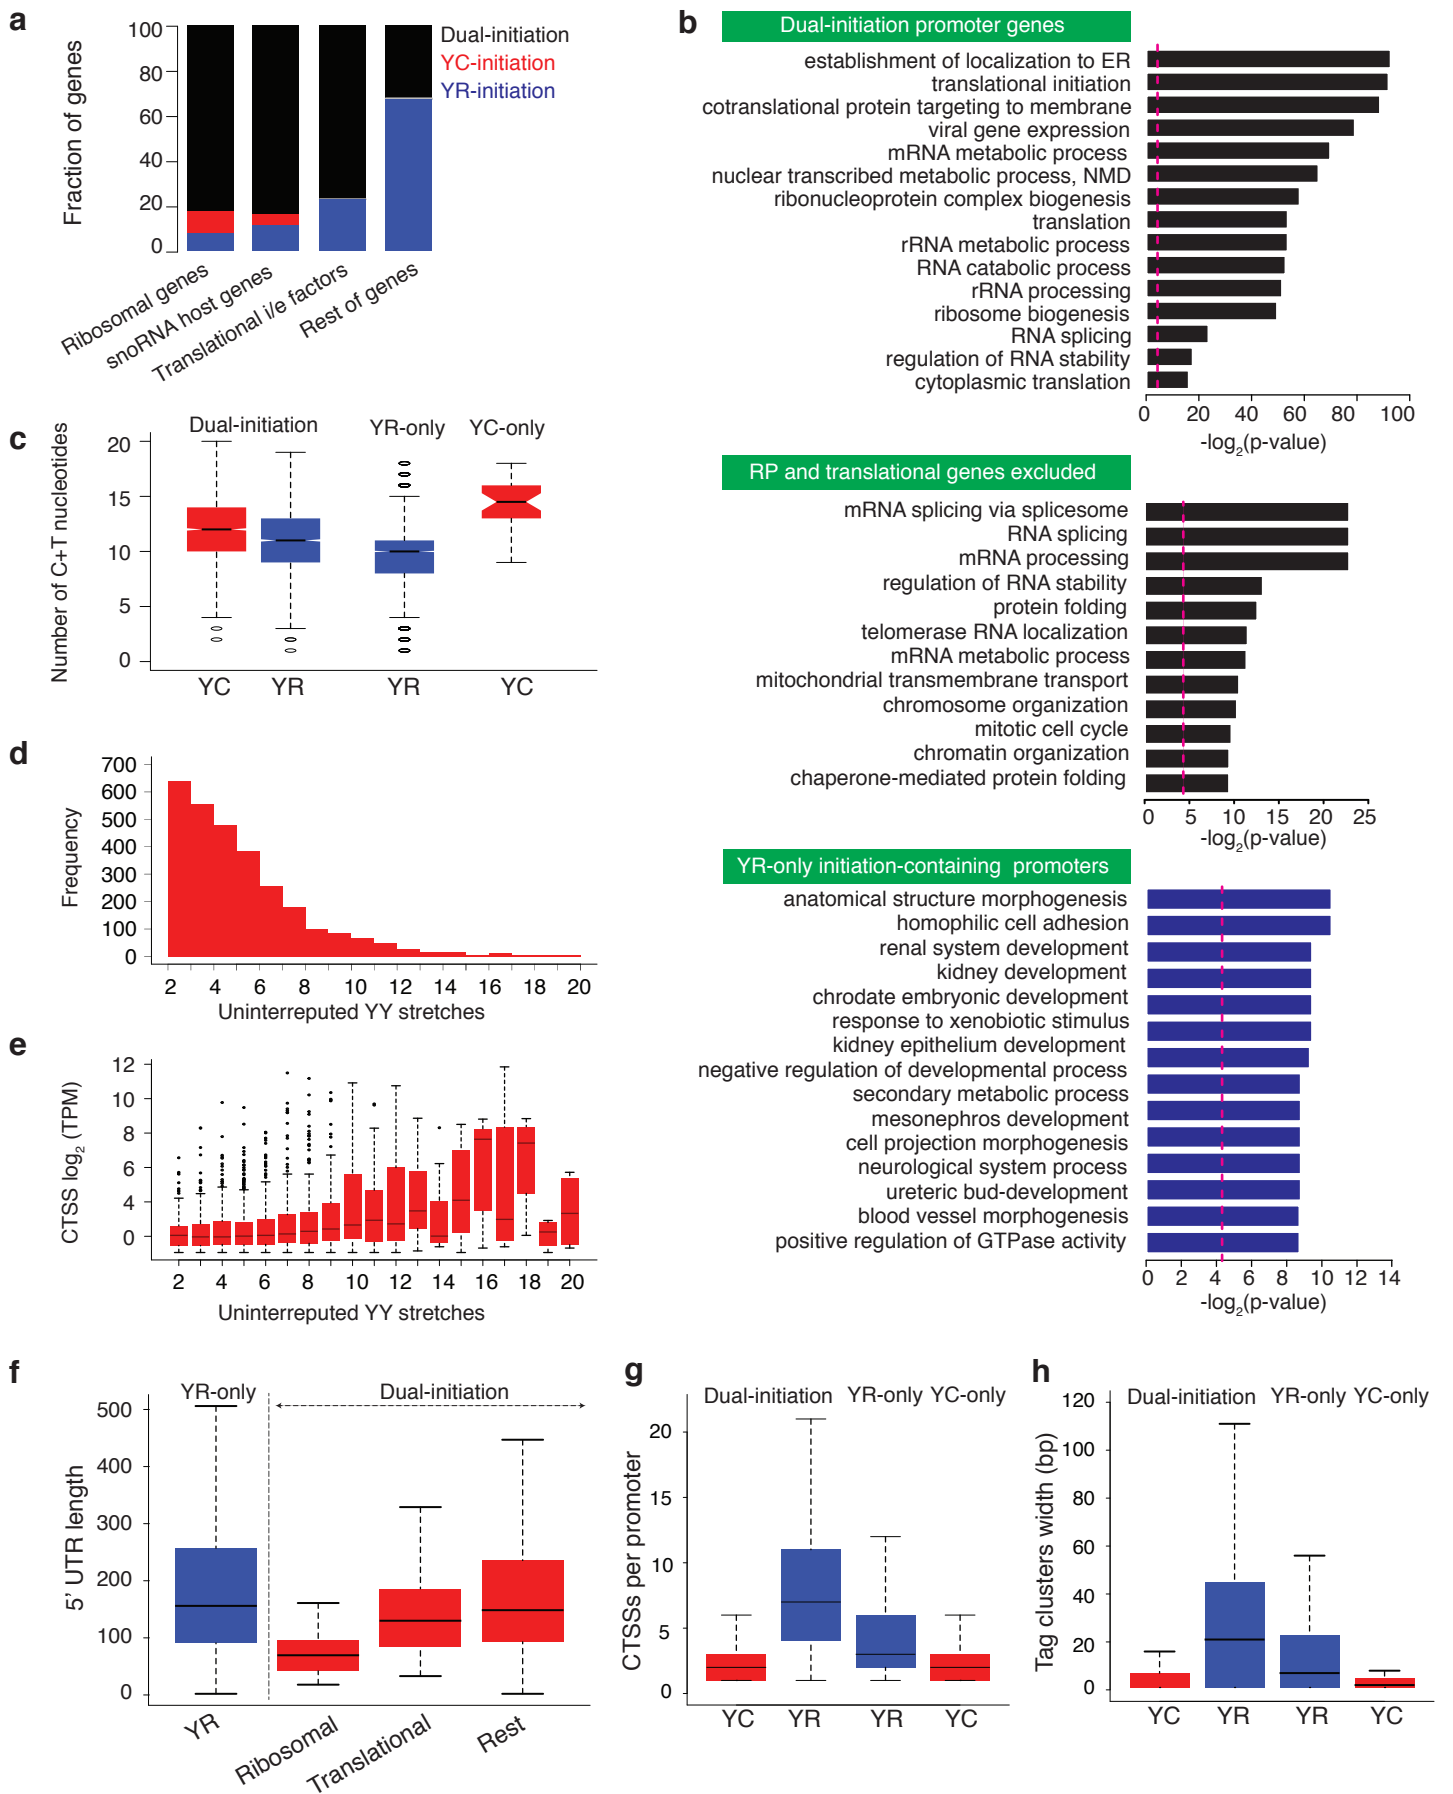 a
Fraction of genes
100
80
60
40
20
0
Dual-initiation
YC-initiation
YR-initiation
Ribosomal genes
snoRNA host genes
Translational i/e factors
Rest of genes
b
Dual-initiation promoter genes
establishment of localization to ER
translational initiation
cotranslational protein targeting to membrane
viral gene expression
mRNA metabolic process
nuclear transcribed metabolic process, NMD
ribonucleoprotein complex biogenesis
translation
rRNA metabolic process
RNA catabolic process
rRNA processing
ribosome biogenesis
RNA splicing
regulation of RNA stability
cytoplasmic translation
0 20 40 60 80 100
-log2(p-value)
RP and translational genes excluded
mRNA splicing via splicesome
RNA splicing
mRNA processing
regulation of RNA stability
protein folding
telomerase RNA localization
mRNA metabolic process
mitochondrial transmembrane transport
chromosome organization
mitotic cell cycle
chromatin organization
chaperone-mediated protein folding
0 5 10 15 20 25
-log2(p-value)
YR-only initiation-containing promoters
anatomical structure morphogenesis
homophilic cell adhesion
renal system development
kidney development
chrodate embryonic development
response to xenobiotic stimulus
kidney epithelium development
negative regulation of developmental process
secondary metabolic process
mesonephros development
cell projection morphogenesis
neurological system process
ureteric bud-development
blood vessel morphogenesis
positive regulation of GTPase activity
0 2 4 6 8 10 12 14
-log2(p-value)
c
Number of C+T nucleotides
20
15
10
5
0
Dual-initiation YR-only YC-only
YC YR YR YC
d
Frequency
700
600
500
400
300
200
100
0
2 4 6 8 10 12 14 16 18 20
Uninterreputed YY stretches
e
CTSS log2 (TPM)
12
10
8
6
4
0
2 4 6 8 10 12 14 16 18 20
Uninterreputed YY stretches
f
5’ UTR length
500
400
300
200
100
0
YR-only Dual-initiation
YR
Ribosomal
Translational
Rest
g
CTSSs per promoter
20
15
10
5
0
Dual-initiation YR-only YC-only
YC YR YR YC
h
Tag clusters width (bp)
120
100
80
60
40
20
0
Dual-initiation YR-only YC-only
YC YR YR YC